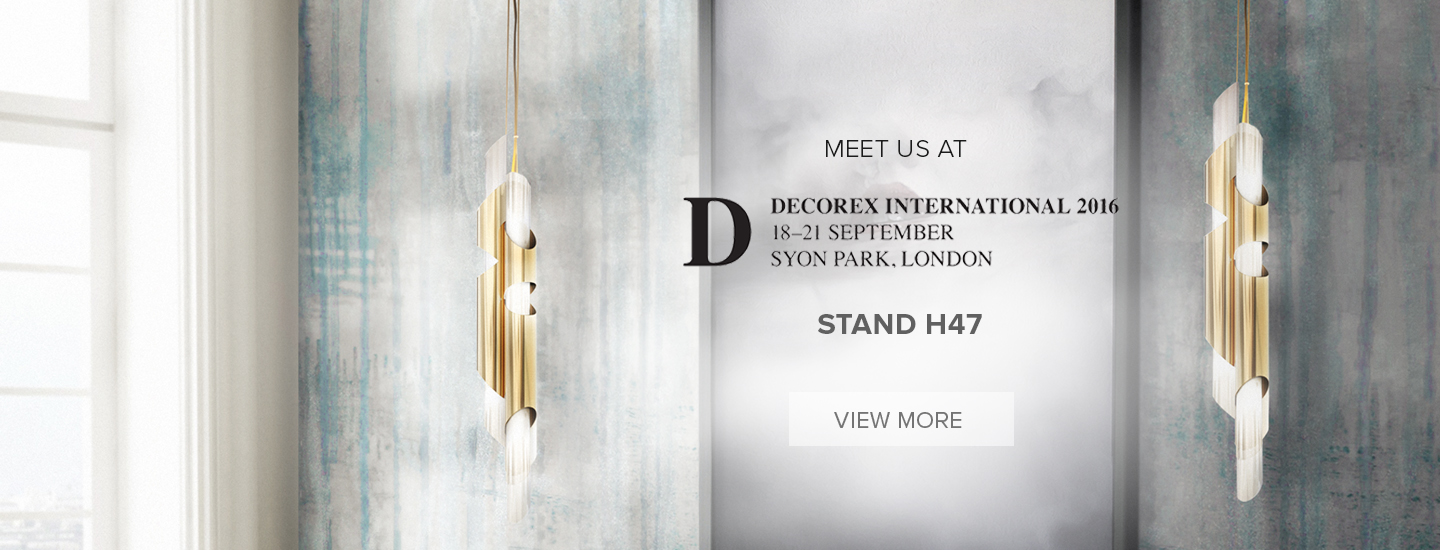 MEET US AT
D
DECOREX INTERNATIONAL 2016
18–21 SEPTEMBER
SYON PARK, LONDON
STAND H47
VIEW MORE